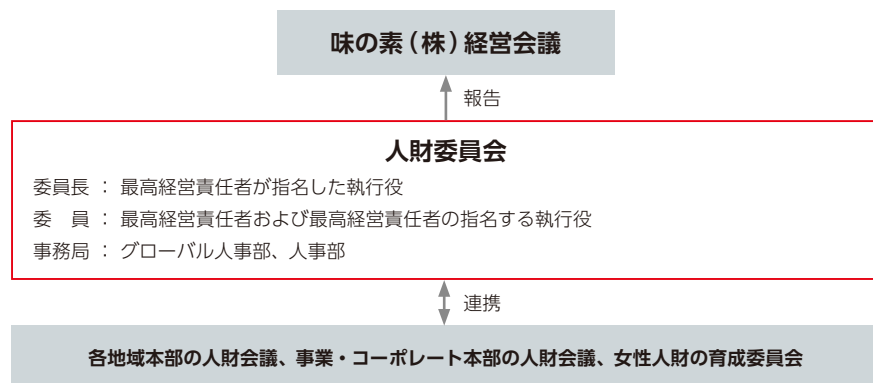 味の素（株）経営会議
報告
人財委員会
委員長 ： 最高経営責任者が指名した執行役
委　員 ： 最高経営責任者および最高経営責任者の指名する執行役
事務局 ： グローバル人事部、人事部
連携
各地域本部の人財会議、事業・コーポレート本部の人財会議、女性人財の育成委員会